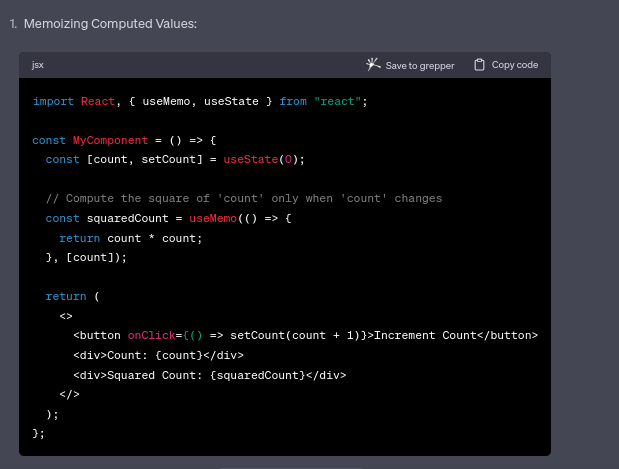 1. Memoizing Computed Values:
jsx Save to grepper Copy code
import React, { useMemo, useState } from "react";
const MyComponent = () => {
  const [count, setCount] = useState(0);
  // Compute the square of 'count' only when 'count' changes
  const squaredCount = useMemo(() => {
    return count * count;
  }, [count]);
  return (
    <>
      <button onClick={() => setCount(count + 1)}>Increment Count</button>
      <div>Count: {count}</div>
      <div>Squared Count: {squaredCount}</div>
    </>
  );
};